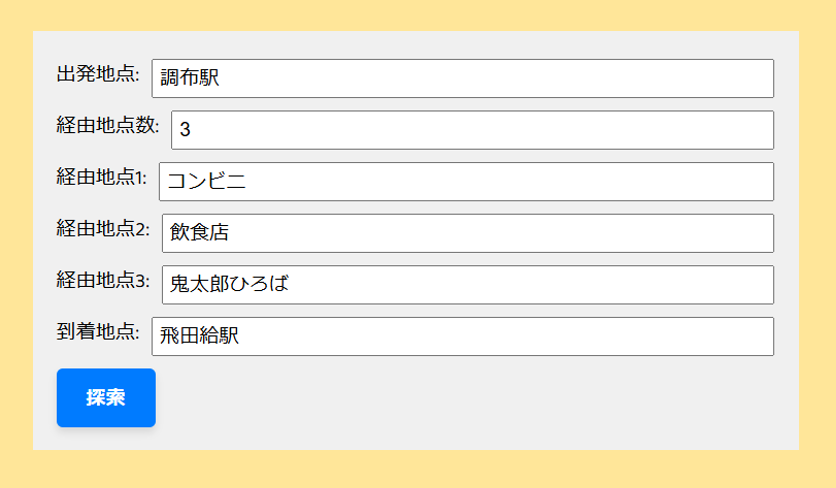 出発地点: 調布駅
経由地点数: 3
経由地点1: コンビニ
経由地点2: 飲食店
経由地点3: 鬼太郎ひろば
到着地点: 飛田給駅
探索